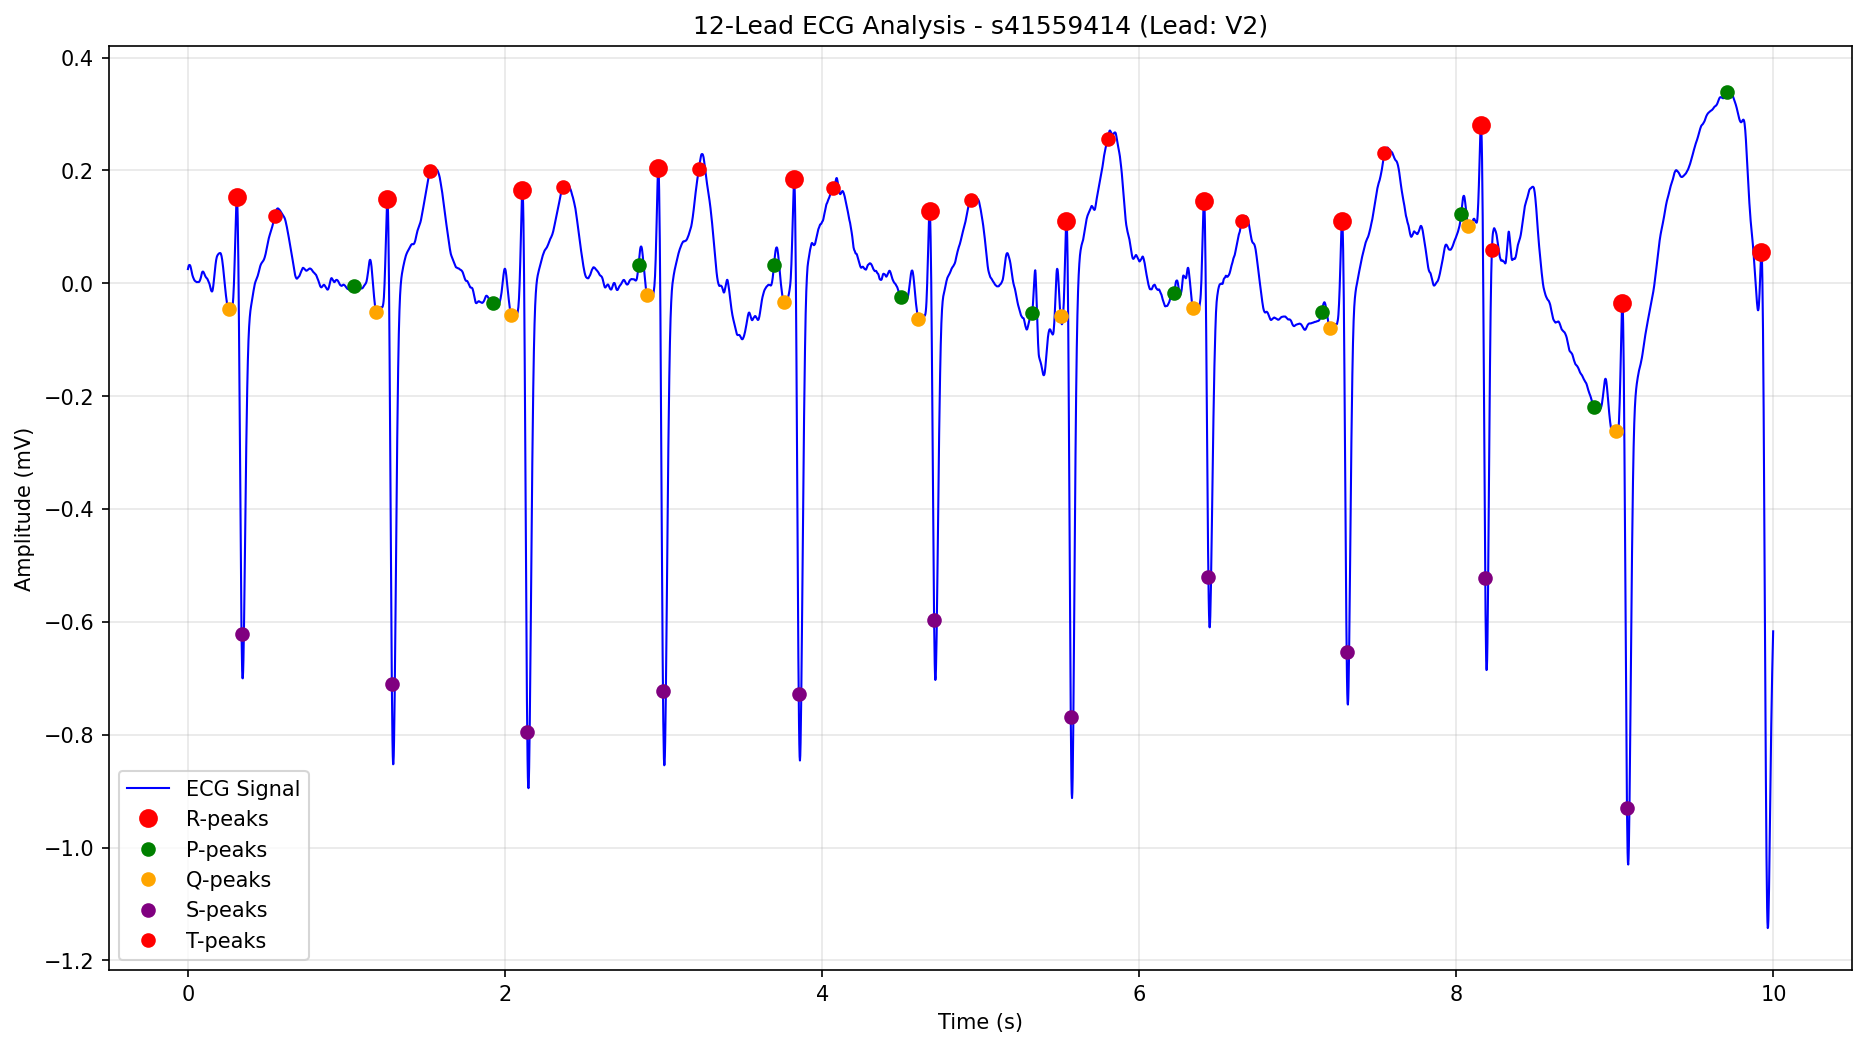 12-Lead ECG Analysis - s41559414 (Lead: V2)
Amplitude (mV)
0.4
0.2
0.0
−0.2
−0.4
−0.6
−0.8
−1.0
−1.2
ECG Signal
R-peaks
P-peaks
Q-peaks
S-peaks
T-peaks
0 2 4 6 8 10
Time (s)